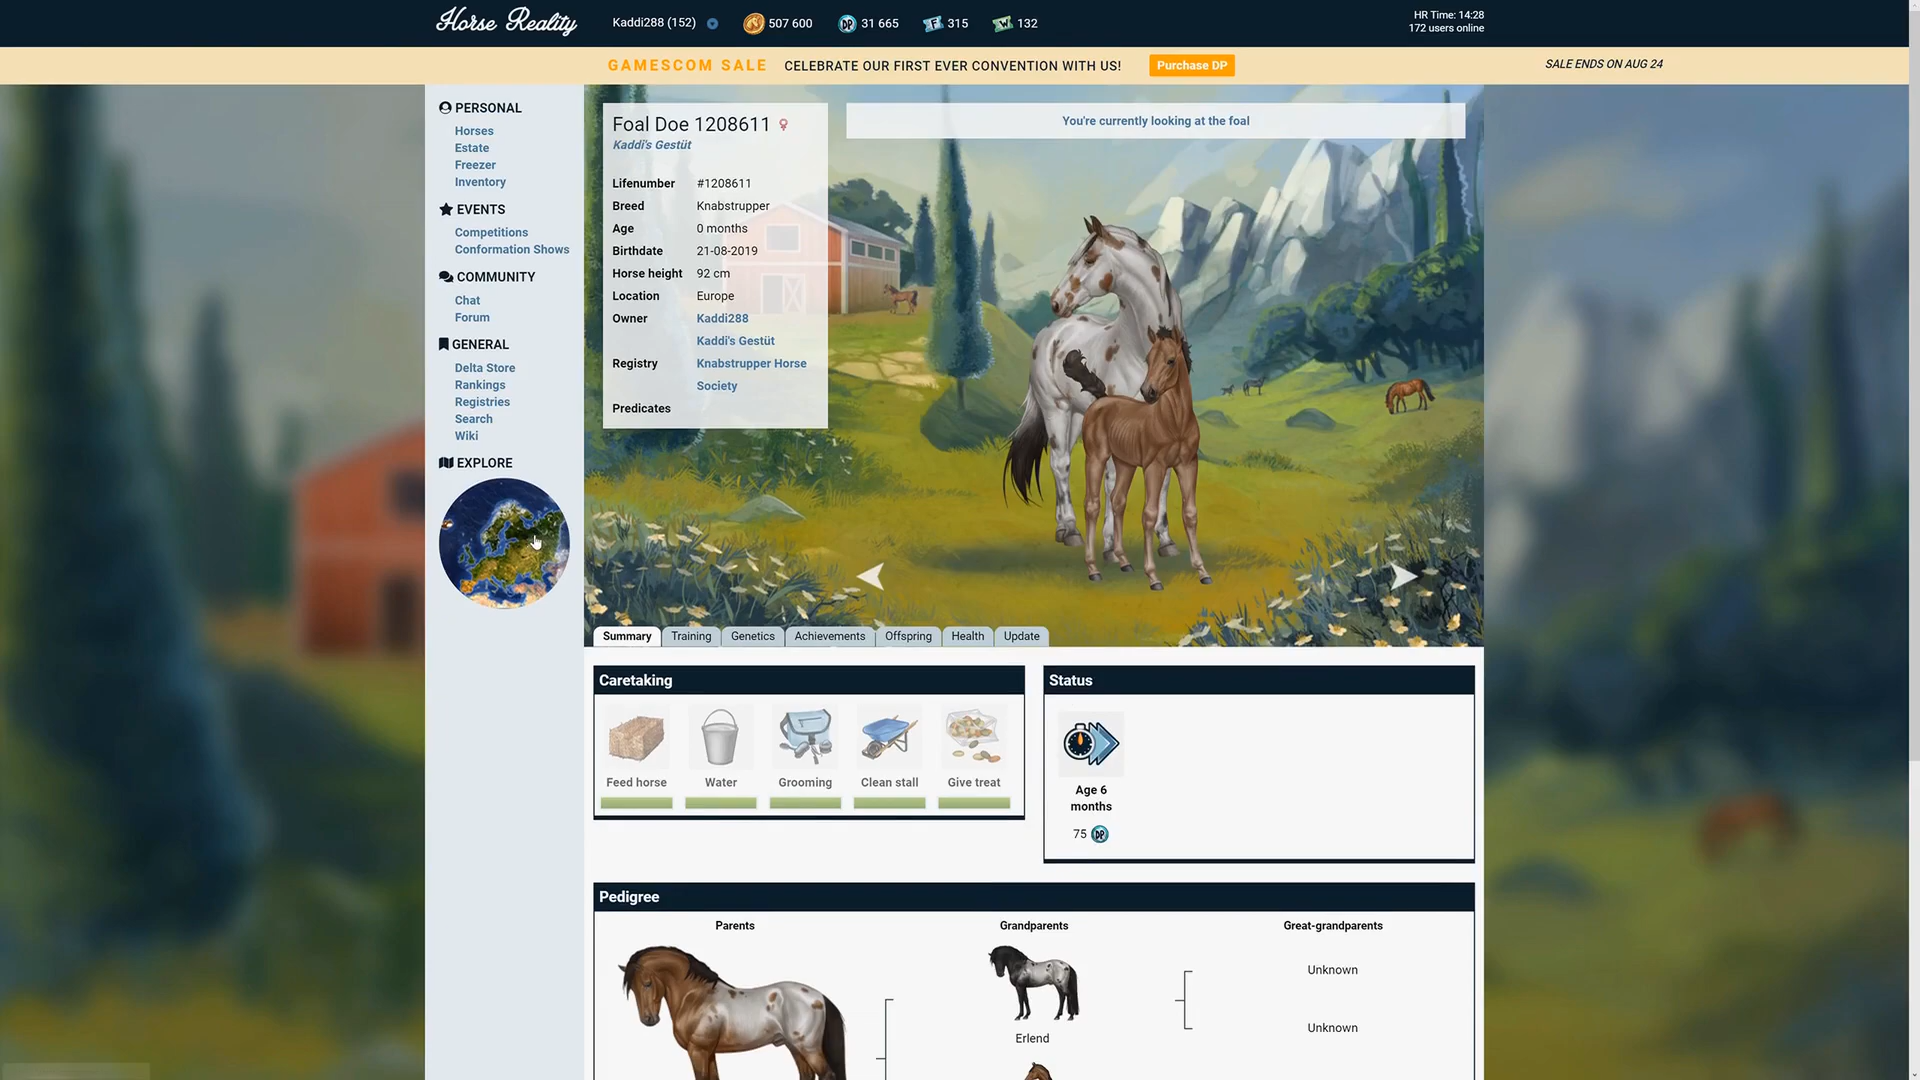 Horse Reality
Kaddi288 (152)
507 600
DP 31 665
F 315
W 132
HR Time: 14:28
172 users online
GAMESCOM SALE CELEBRATE OUR FIRST EVER CONVENTION WITH US! Purchase DP
SALE ENDS ON AUG 24
PERSONAL
Horses
Estate
Freezer
Inventory
EVENTS
Competitions
Conformation Shows
COMMUNITY
Chat
Forum
GENERAL
Delta Store
Rankings
Registries
Search
Wiki
EXPLORE
Foal Doe 1208611
Kaddi's Gestüt
Lifenumber #1208611
Breed Knabstrupper
Age 0 months
Birthdate 21-08-2019
Horse height 92 cm
Location Europe
Owner Kaddi288
Kaddi's Gestüt
Registry Knabstrupper Horse
Society
Predicates
You're currently looking at the foal
Summary Training Genetics Achievements Offspring Health Update
Caretaking
Feed horse Water Grooming Clean stall Give treat
Status
Age 6
months
75 DP
Pedigree
Parents Grandparents Great-grandparents
Unknown
Erlend
Unknown